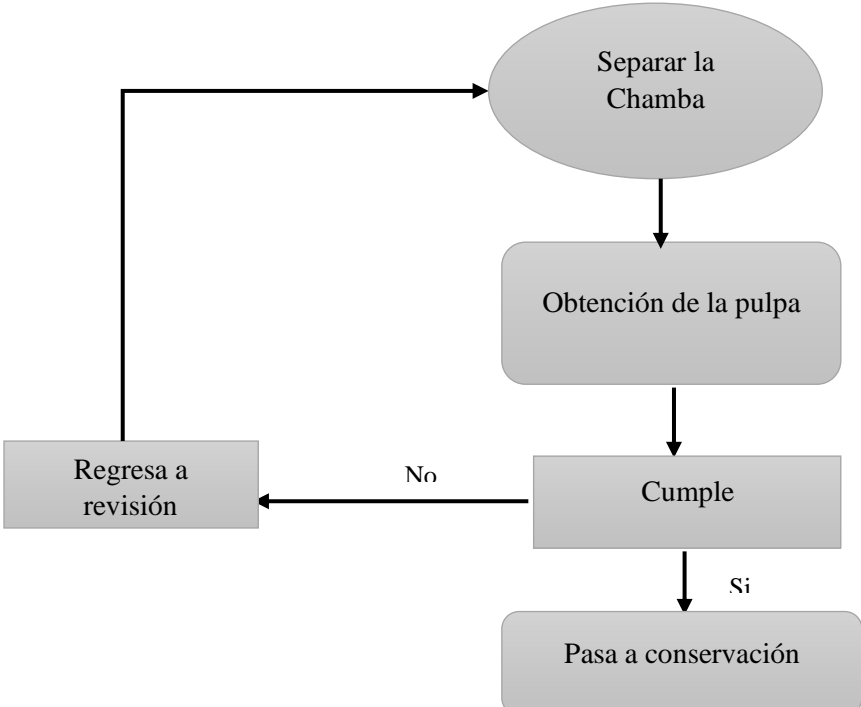 Separar la
Chamba
Obtención de la pulpa
Regresa a
revisión
No
Cumple
Si
Pasa a conservación